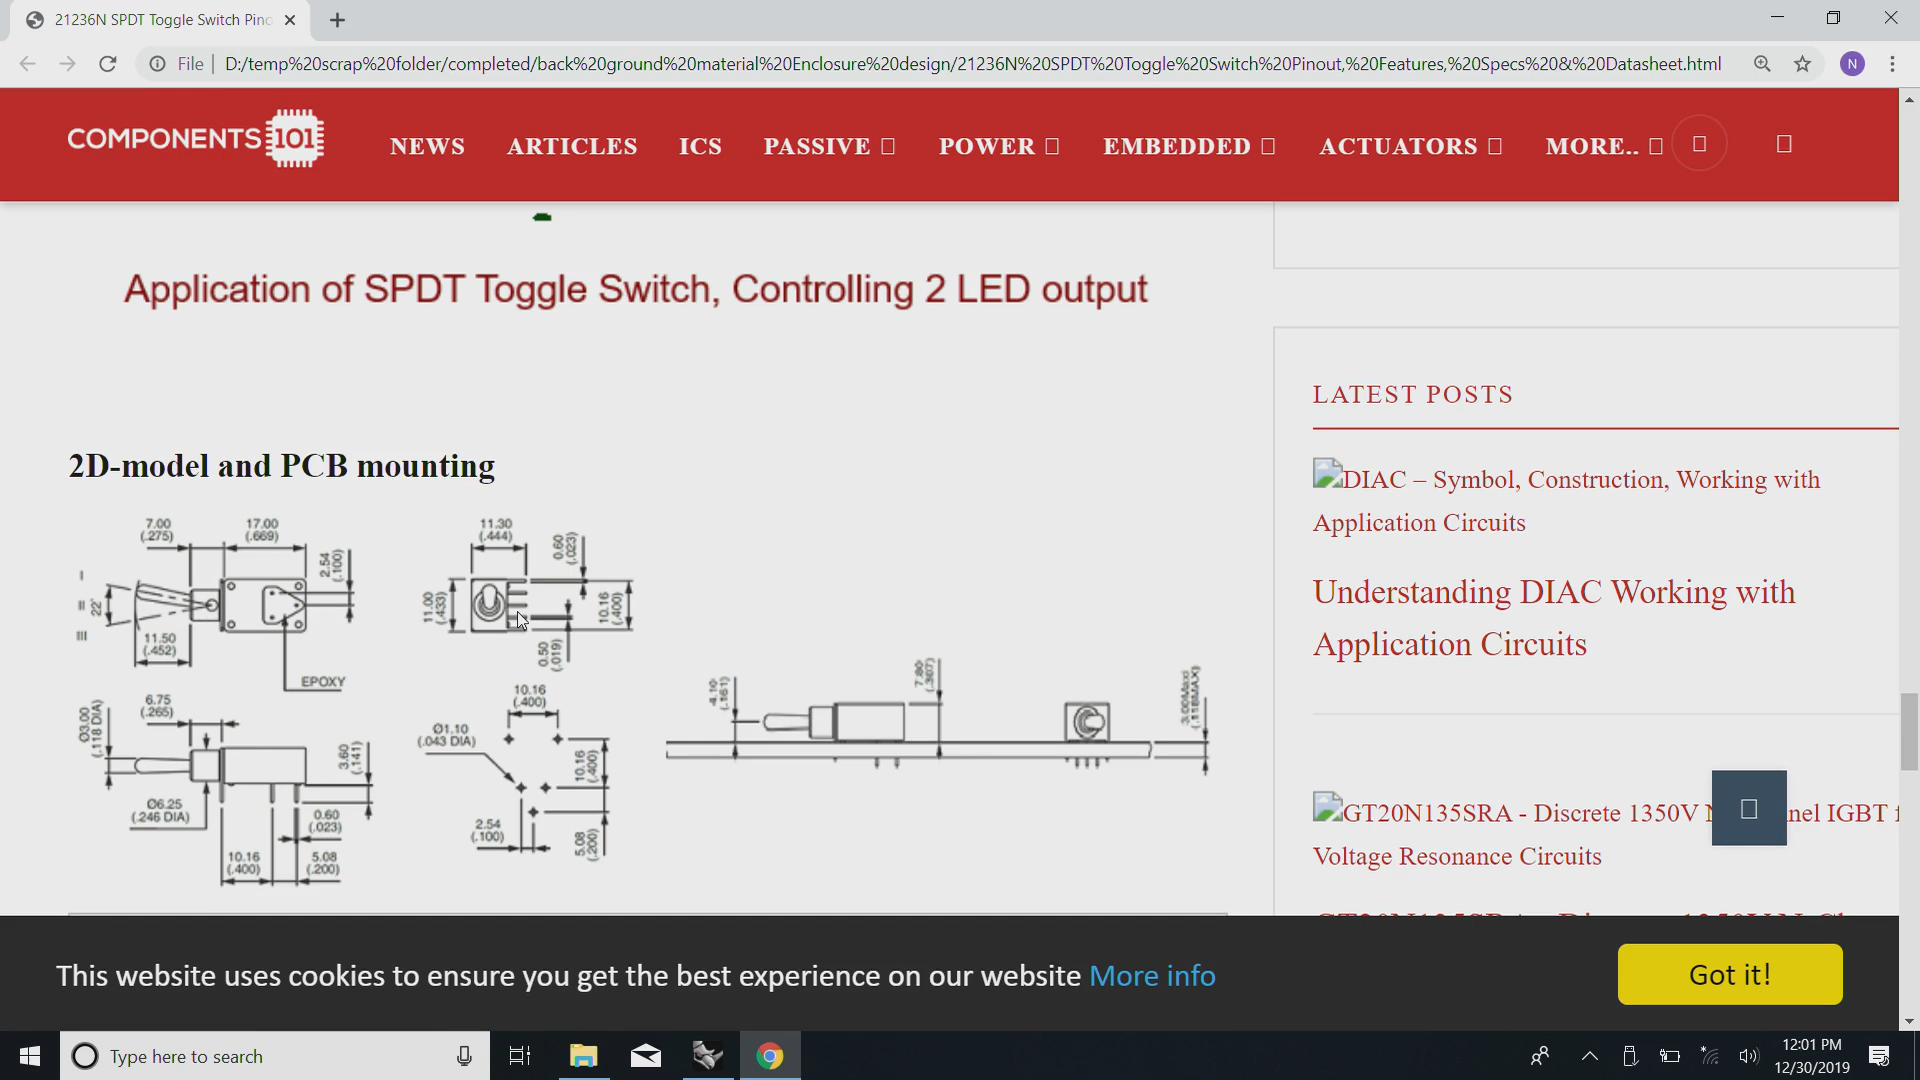 21236N SPDT Toggle Switch Pino
File
D:/temp%20scrap%20folder/completed/back%20ground%20material%20Enclosure%20design/21236N%20SPDT%20Toggle%20Switch%20Pinout,%20Features,%20Specs%20&%20Datasheet.html
N
COMPONENTS 101
NEWS
ARTICLES
ICS
PASSIVE
POWER
EMBEDDED
ACTUATORS
MORE..
Application of SPDT Toggle Switch, Controlling 2 LED output
2D-model and PCB mounting
7.00
(.275)
17.00
(.669)
2.54
(.100)
I
II
III
22°
11.50
(.452)
EPOXY
11.30
(.444)
0.60
(.023)
11.00
(.433)
10.16
(.400)
0.50
(.019)
6.75
(.265)
Ø3.00
(.118 DIA)
3.60
(.141)
Ø6.25
(.246 DIA)
0.60
(.023)
10.16
(.400)
5.08
(.200)
10.16
(.400)
Ø1.10
(.043 DIA)
10.16
(.400)
2.54
(.100)
5.08
(.200)
4.10
(.161)
7.80
(.307)
3.00Maxi
(.118MAX)
LATEST POSTS
DIAC – Symbol, Construction, Working with
Application Circuits
Understanding DIAC Working with
Application Circuits
GT20N135SRA - Discrete 1350V N nel IGBT f
Voltage Resonance Circuits
This website uses cookies to ensure you get the best experience on our website More info
Got it!
Type here to search
12:01 PM
12/30/2019